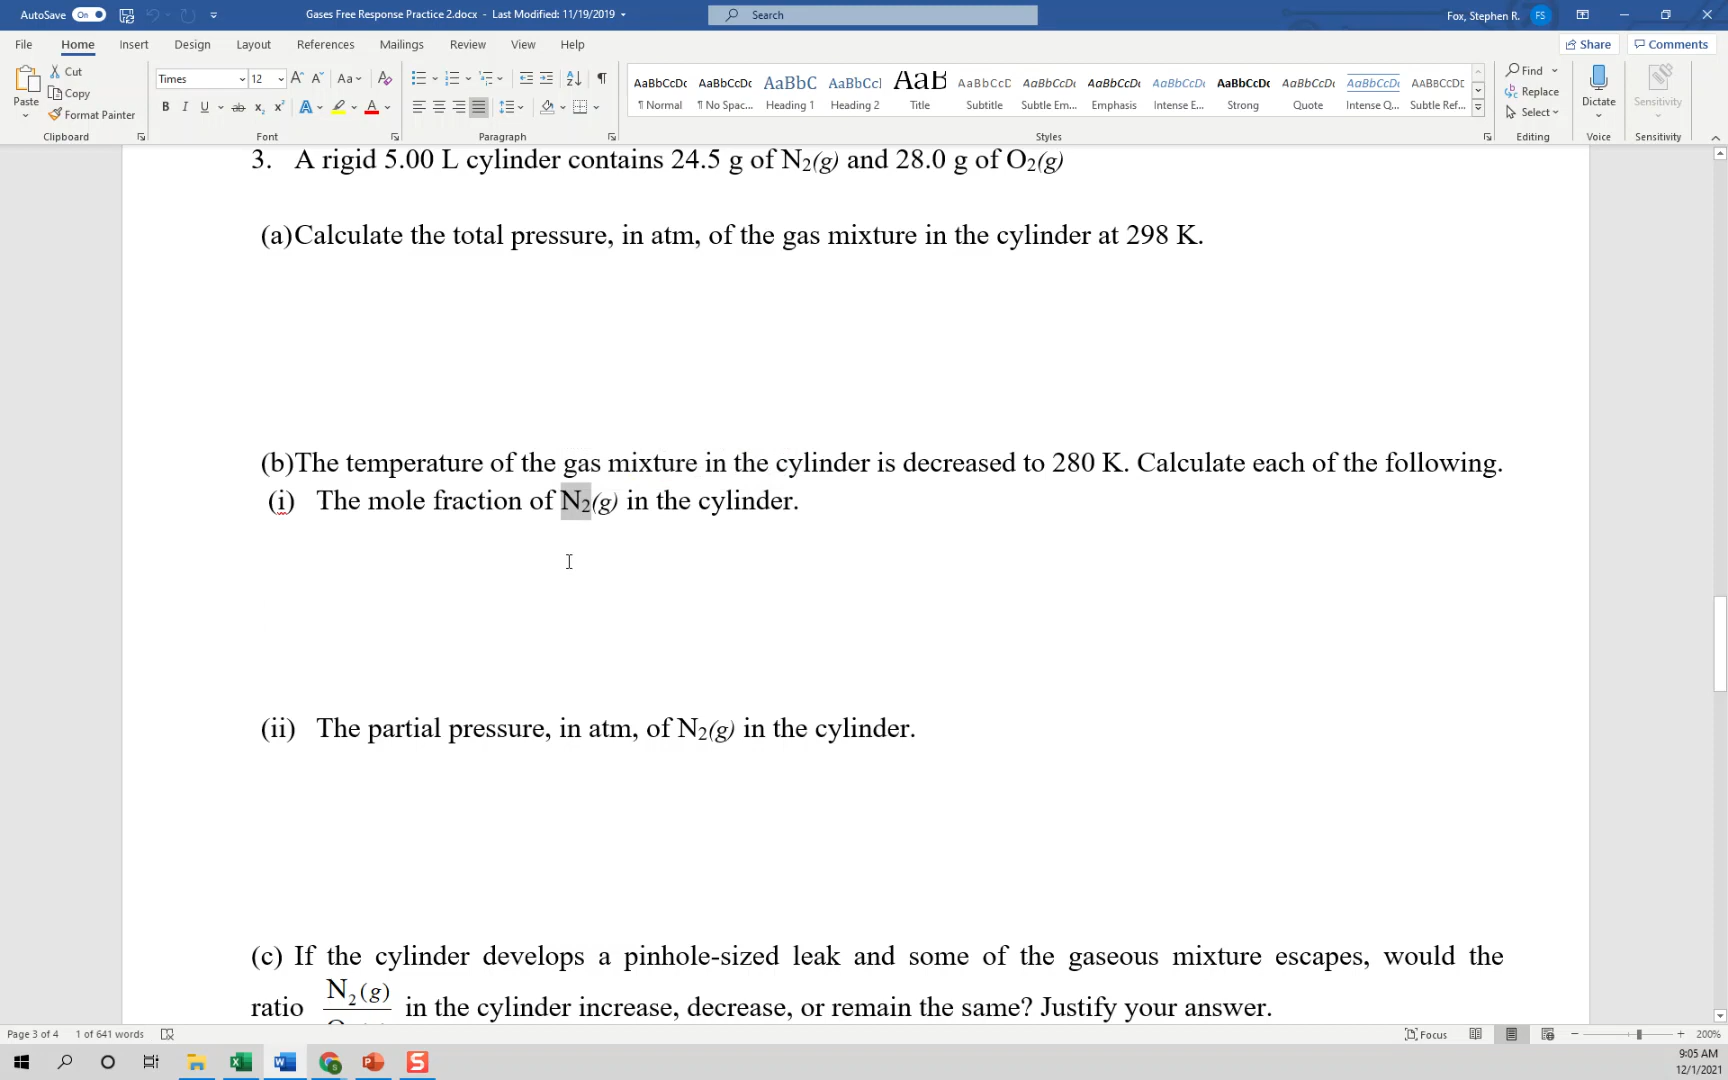 AutoSave On Gases Free Response Practice 2.docx - Last Modified: 11/19/2019 Search Fox, Stephen R. FS
File Home Insert Design Layout References Mailings Review View Help Share Comments
Paste Cut Copy Format Painter
Clipboard
Times 12 Aa
B I U ab x₂ x² A A
Font
Paragraph
AaBbCcDc AaBbCcDc AaBbC AaBbCcl AaB AaBbCcD AaBbCcDt AaBbCcDt AaBbCcDt AaBbCcDc AaBbCcDt AaBbCcDt AABBCCDE
¶ Normal ¶ No Spac... Heading 1 Heading 2 Title Subtitle Subtle Em... Emphasis Intense E... Strong Quote Intense Q... Subtle Ref...
Styles
Find Replace Select
Editing
Dictate
Voice
Sensitivity
Sensitivity
3. A rigid 5.00 L cylinder contains 24.5 g of N₂(g) and 28.0 g of O₂(g)
(a)Calculate the total pressure, in atm, of the gas mixture in the cylinder at 298 K.
(b)The temperature of the gas mixture in the cylinder is decreased to 280 K. Calculate each of the following.
(i) The mole fraction of N₂(g) in the cylinder.
(ii) The partial pressure, in atm, of N₂(g) in the cylinder.
(c) If the cylinder develops a pinhole-sized leak and some of the gaseous mixture escapes, would the
ratio N₂(g) in the cylinder increase, decrease, or remain the same? Justify your answer.
Page 3 of 4 1 of 641 words Focus 200%
9:05 AM
12/1/2021